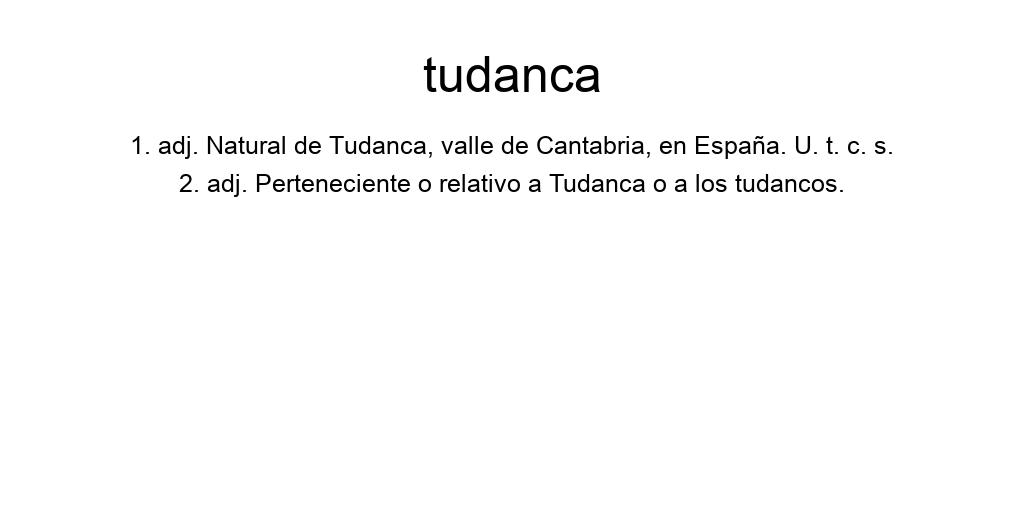 tudanca
1. adj. Natural de Tudanca, valle de Cantabria, en España. U. t. c. s.
2. adj. Perteneciente o relativo a Tudanca o a los tudancos.